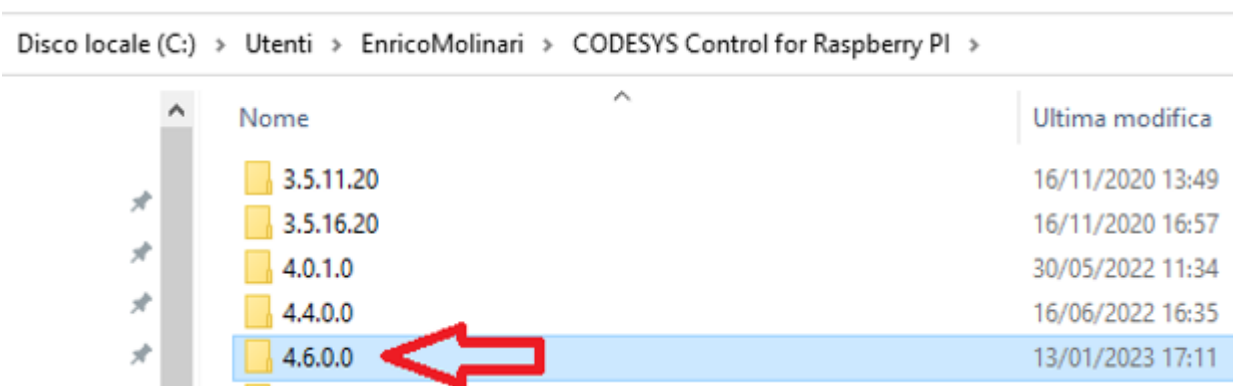 Disco locale (C:) > Utenti > EnricoMolinari > CODESYS Control for Raspberry PI >
Nome Ultima modifica
3.5.11.20 16/11/2020 13:49
3.5.16.20 16/11/2020 16:57
4.0.1.0 30/05/2022 11:34
4.4.0.0 16/06/2022 16:35
4.6.0.0 13/01/2023 17:11